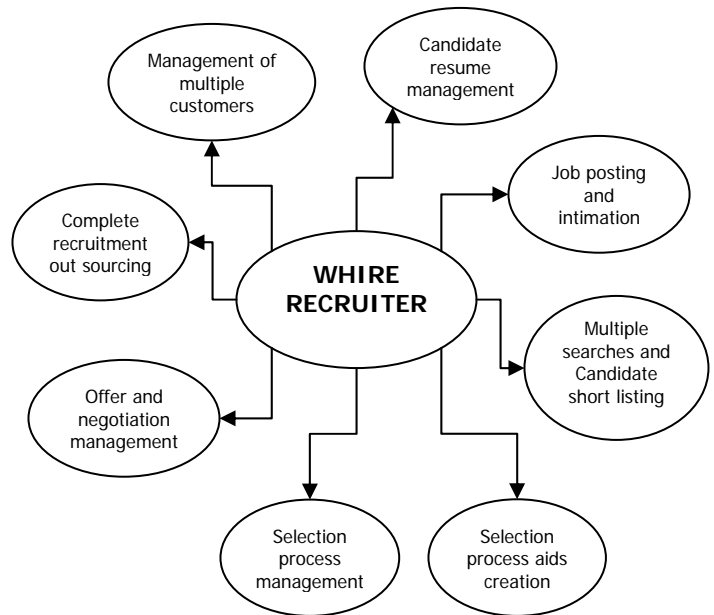 Management of
multiple
customers
Candidate
resume
management
Job posting
and
intimation
Complete
recruitment
out sourcing
WHIRE
RECRUITER
Multiple
searches and
Candidate
short listing
Offer and
negotiation
management
Selection
process
management
Selection
process aids
creation